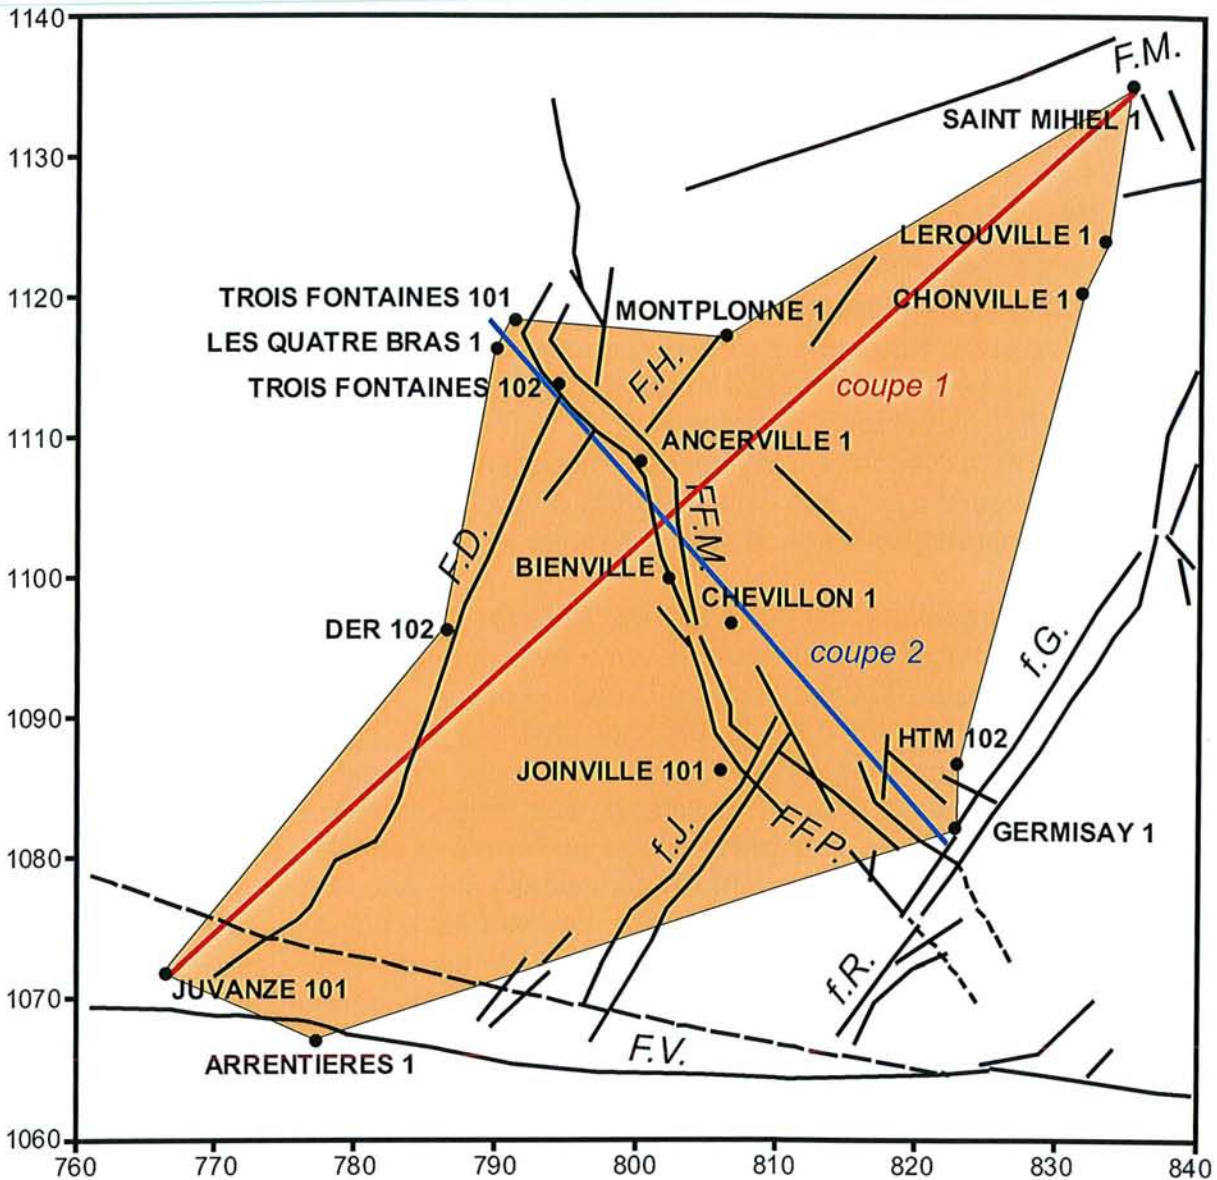 1140
F.M.
SAINT MIHIEL 1
1130
LEROUVILLE 1
1120
TROIS FONTAINES 101
MONTPLONNE 1
CHONVILLE 1
LES QUATRE BRAS 1
F.H.
TROIS FONTAINES 102
coupe 1
1110
ANCERVILLE 1
FF.M.
F.D.
BIENVILLE
1100
CHEVILLON 1
DER 102
coupe 2
f.G.
1090
HTM 102
JOINVILLE 101
FF.P.
GERMISAY 1
f.J.
1080
f.R.
JUVANZE 101
1070
F.V.
ARRENTIERES 1
1060
760 770 780 790 800 810 820 830 840